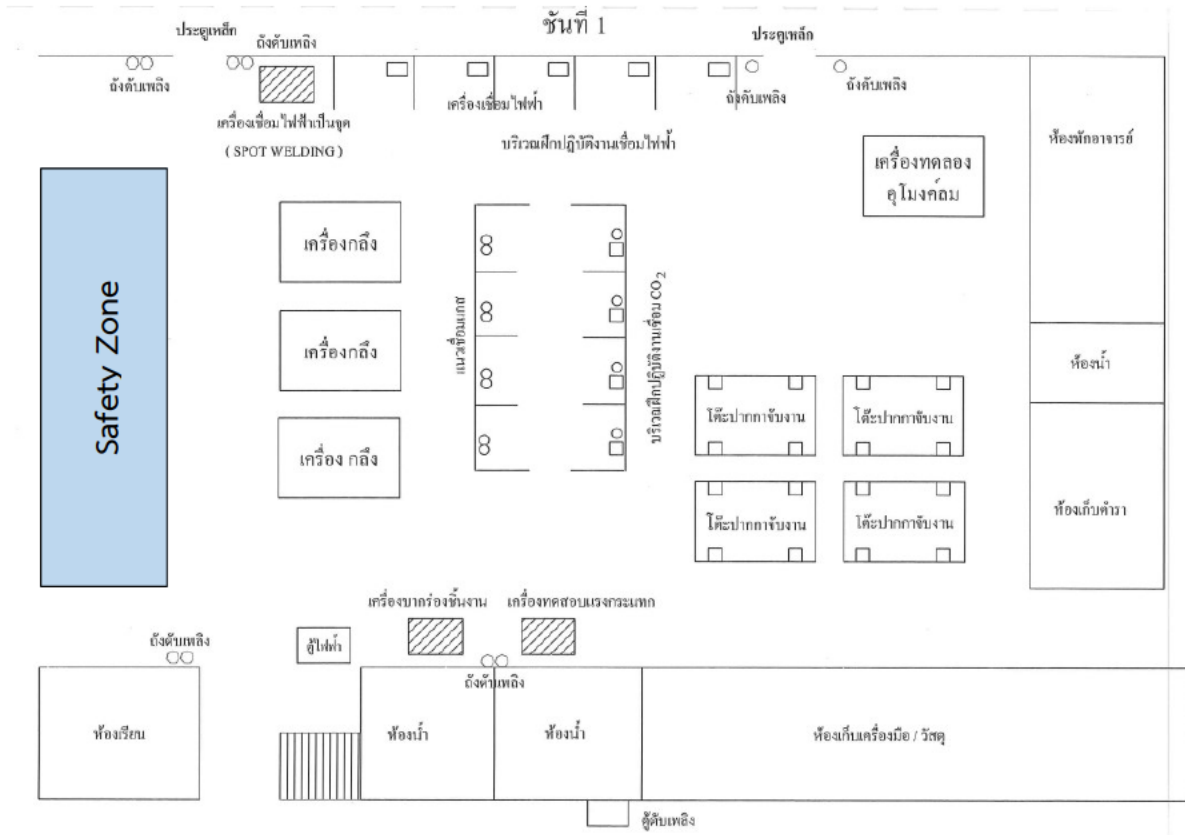 ชั้นที่ 1
ประตูเหล็ก
ประตูเหล็ก
ถังดับเพลิง
ถังดับเพลิง
ถังดับเพลิง
ถังดับเพลิง
เครื่องเชื่อมไฟฟ้า
เครื่องเชื่อมไฟฟ้าเป็นจุด
( SPOT WELDING )
บริเวณฝึกปฏิบัติงานเชื่อมไฟฟ้า
ห้องพักอาจารย์
เครื่องทดลอง
อุโมงค์ลม
Safety Zone
เครื่องกลึง
เครื่องกลึง
เครื่อง กลึง
แนวเชื่อมแกส
บริเวณฝึกปฏิบัติงานเชื่อม CO2
ห้องน้ำ
โต๊ะปากกาจับงาน
โต๊ะปากกาจับงาน
โต๊ะปากกาจับงาน
โต๊ะปากกาจับงาน
ห้องเก็บตำรา
เครื่องบากร่องชิ้นงาน
เครื่องทดสอบแรงกระแทก
ถังดับเพลิง
ตู้ไฟฟ้า
ถังดับเพลิง
ห้องเรียน
ห้องน้ำ
ห้องน้ำ
ห้องเก็บเครื่องมือ / วัสดุ
ตู้ดับเพลิง